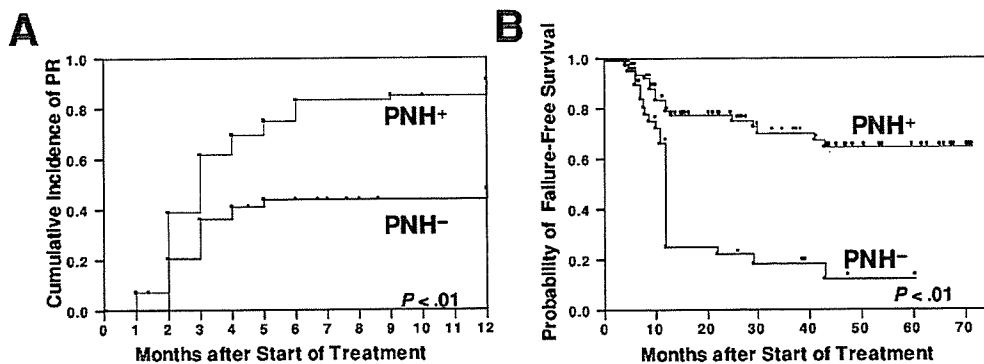 A
Cumulative Incidence of PR
1.0
0.8
0.6
0.4
0.2
0.0
PNH+
PNH−
P < .01
0 1 2 3 4 5 6 7 8 9 10 11 12
Months after Start of Treatment
B
Probability of Failure-Free Survival
1.0
0.8
0.6
0.4
0.2
0.0
PNH+
PNH−
P < .01
0 10 20 30 40 50 60 70
Months after Start of Treatment